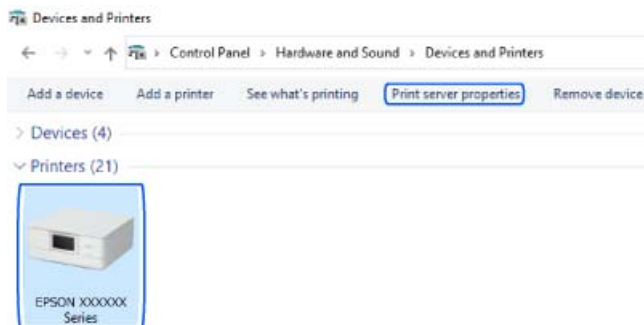 Devices and Printers
Control Panel > Hardware and Sound > Devices and Printers
Add a device Add a printer See what's printing Print server properties Remove device
Devices (4)
Printers (21)
EPSON XXXXXX
Series